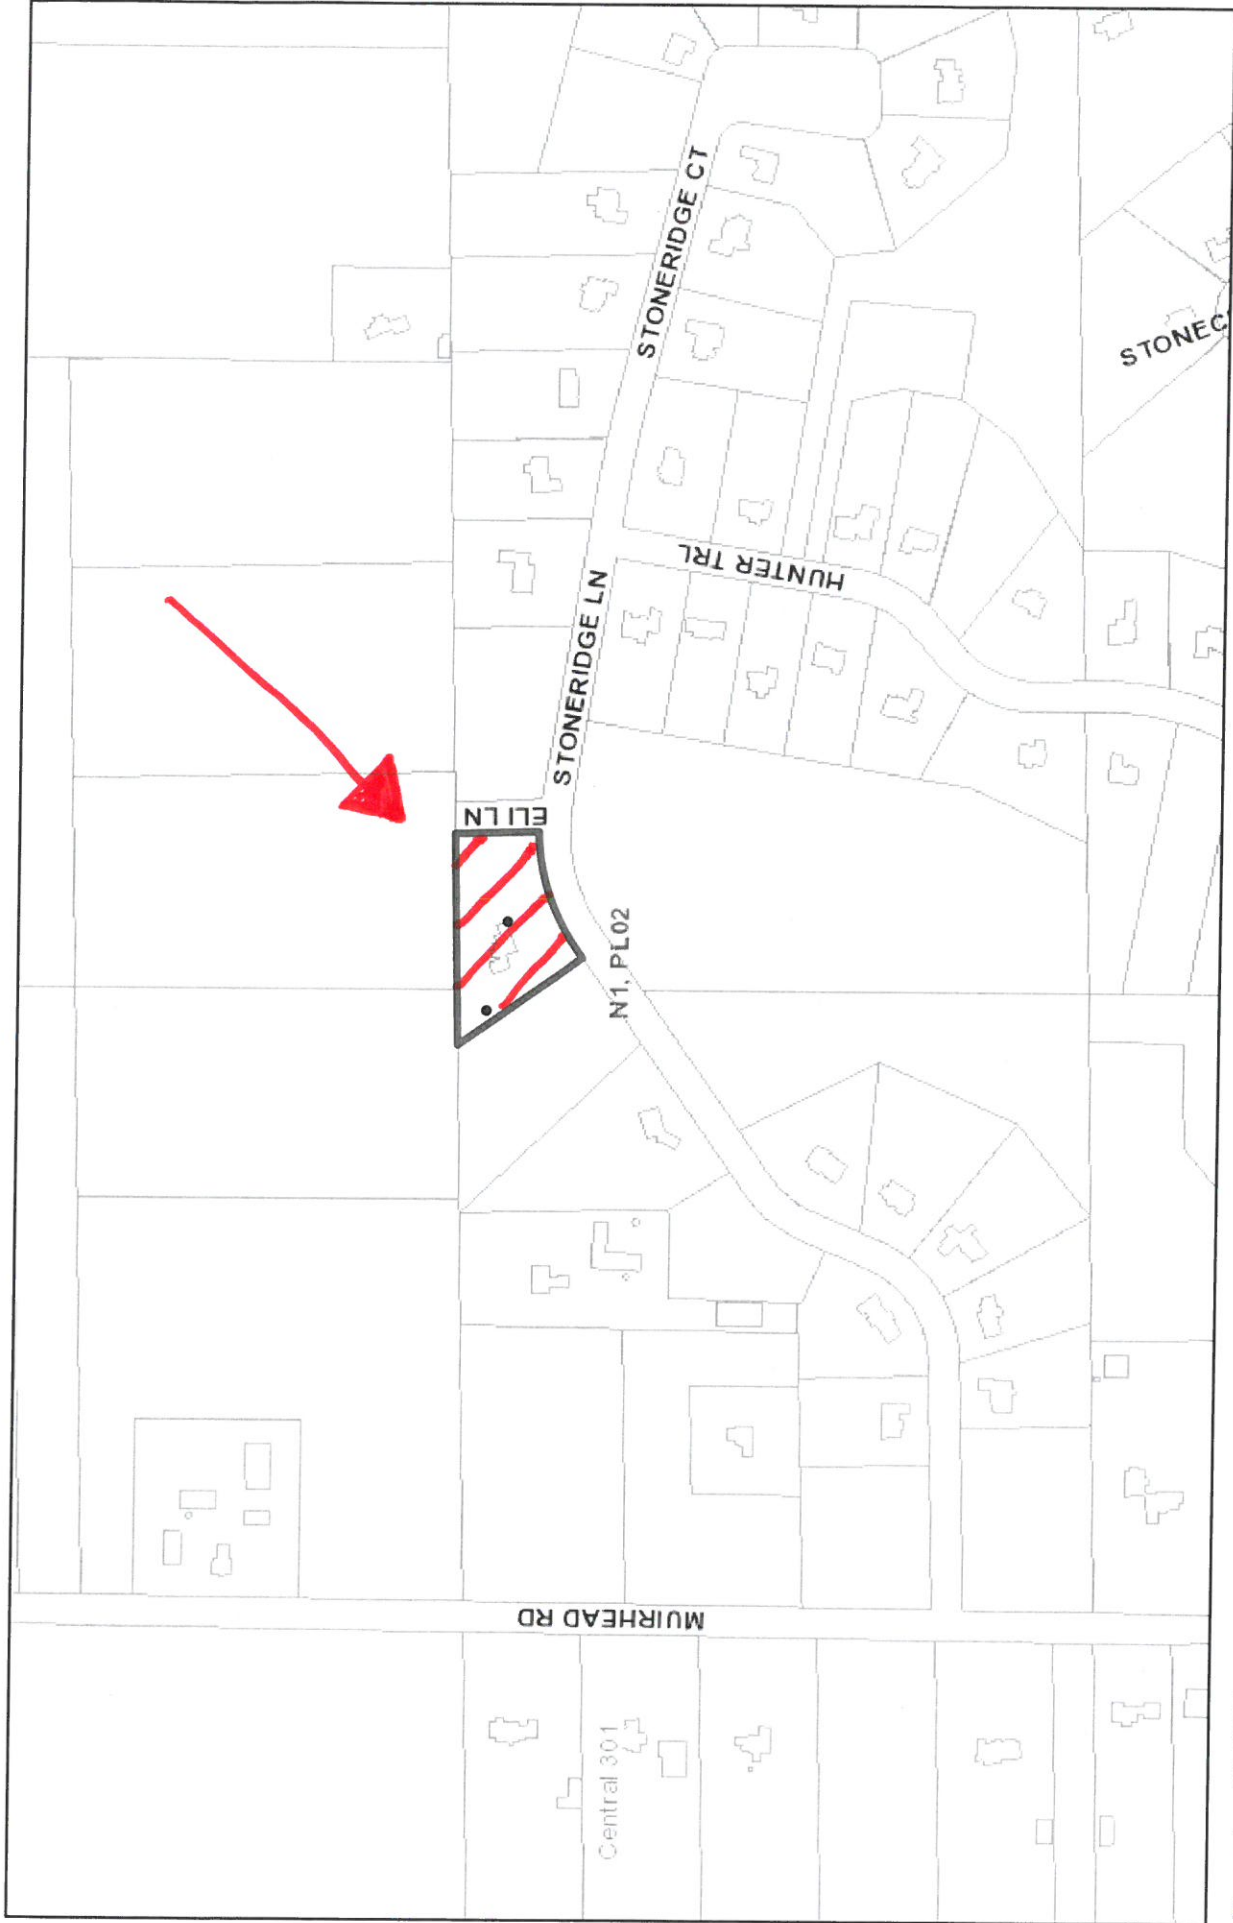 STONERIDGE CT
STONEC
HUNTER TRL
STONERIDGE LN
ELI LN
N1, PL02
MUIRHEAD RD
Central 301